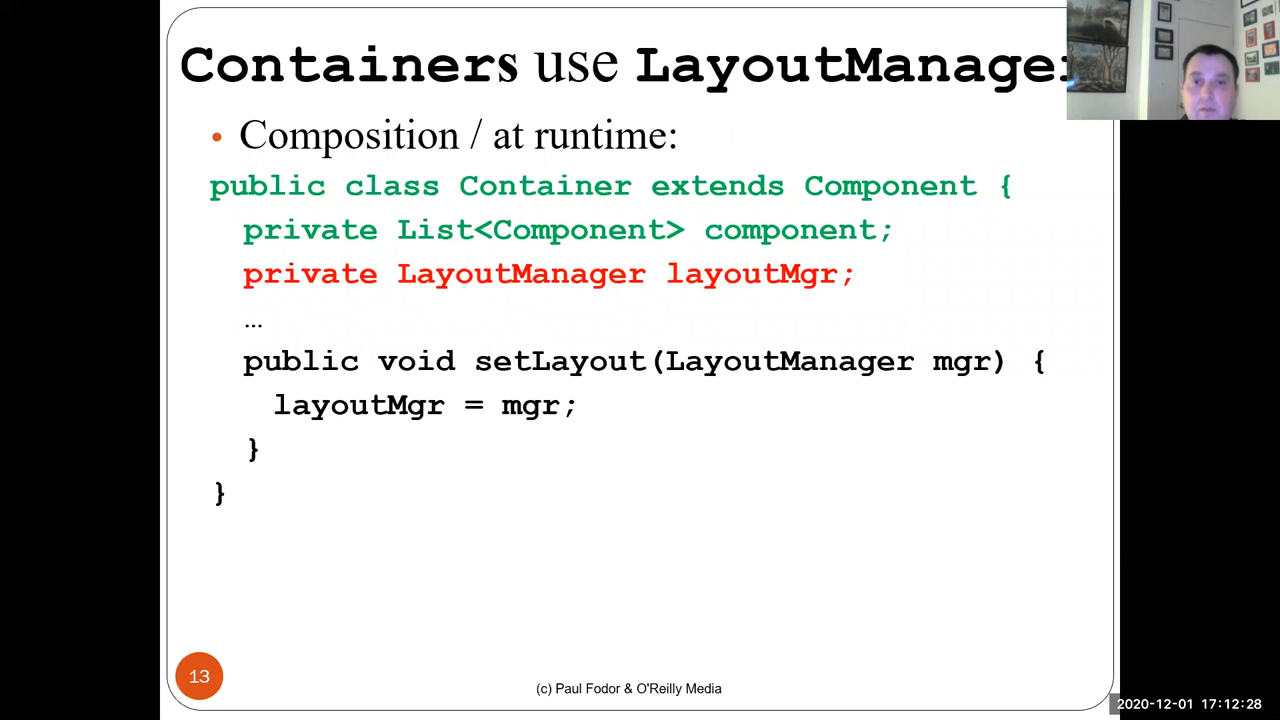 Containers use LayoutManager
• Composition / at runtime:
public class Container extends Component {
private List<Component> component;
private LayoutManager layoutMgr;
…
public void setLayout(LayoutManager mgr) {
layoutMgr = mgr;
}
}
13
(c) Paul Fodor & O'Reilly Media
2020-12-01 17:12:28